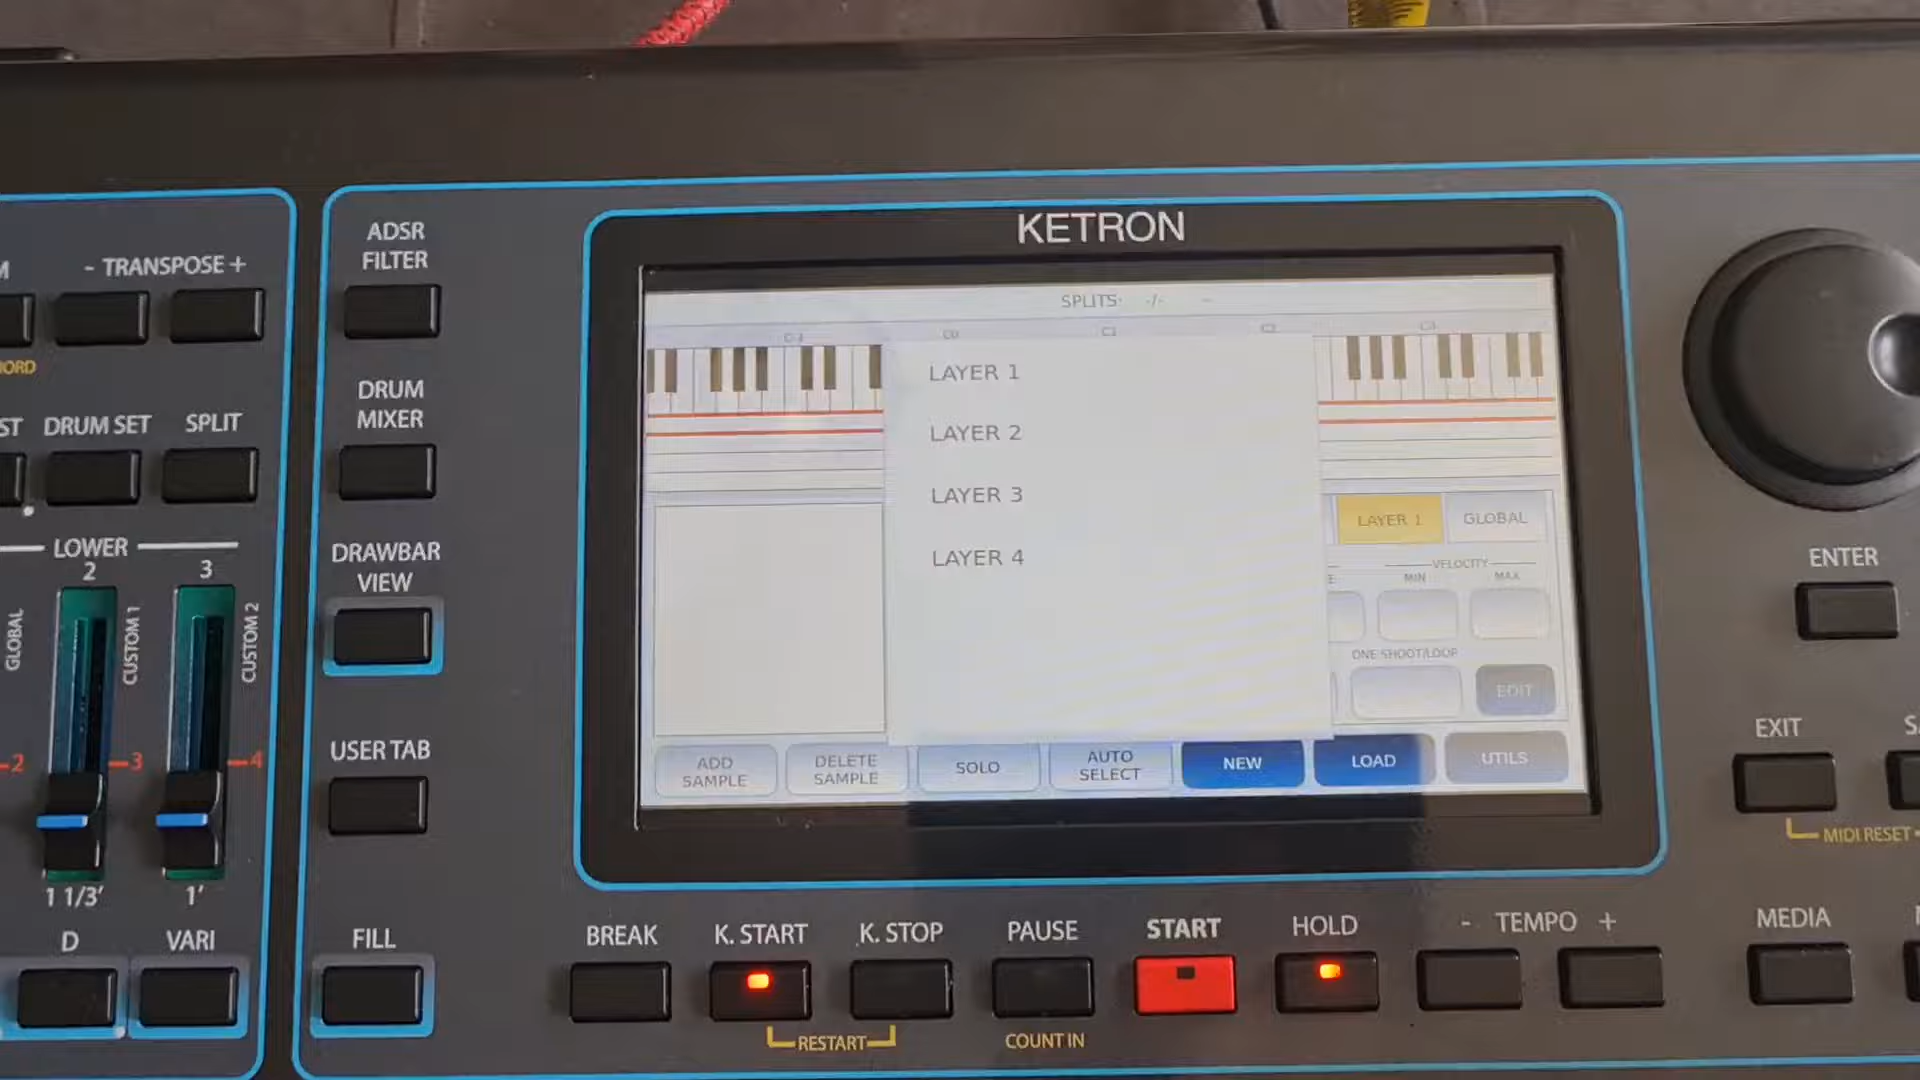 KETRON
ADSR
FILTER
- TRANSPOSE +
DRUM
MIXER
DRUM SET
SPLIT
LOWER
2
3
GLOBAL
CUSTOM 1
CUSTOM 2
DRAWBAR
VIEW
USER TAB
2
3
4
1 1/3'
1'
D
VARI
FILL
SPLITS: -/- -
LAYER 1
LAYER 2
LAYER 3
LAYER 4
LAYER 1
GLOBAL
VELOCITY
MIN
MAX
ONE SHOOT/LOOP
EDIT
ADD
SAMPLE
DELETE
SAMPLE
SOLO
AUTO
SELECT
NEW
LOAD
UTILS
ENTER
EXIT
MIDI RESET
BREAK
K. START
K. STOP
PAUSE
START
HOLD
- TEMPO +
MEDIA
RESTART
COUNT IN